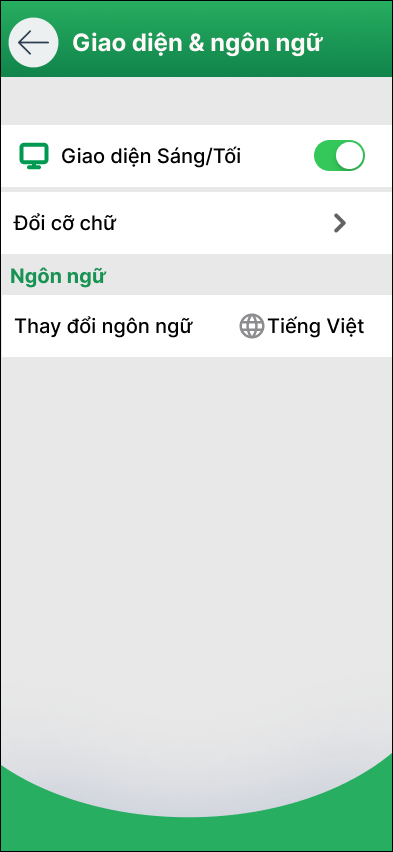 Giao diện & ngôn ngữ
Giao diện Sáng/Tối
Đổi cỡ chữ
Ngôn ngữ
Thay đổi ngôn ngữ Tiếng Việt